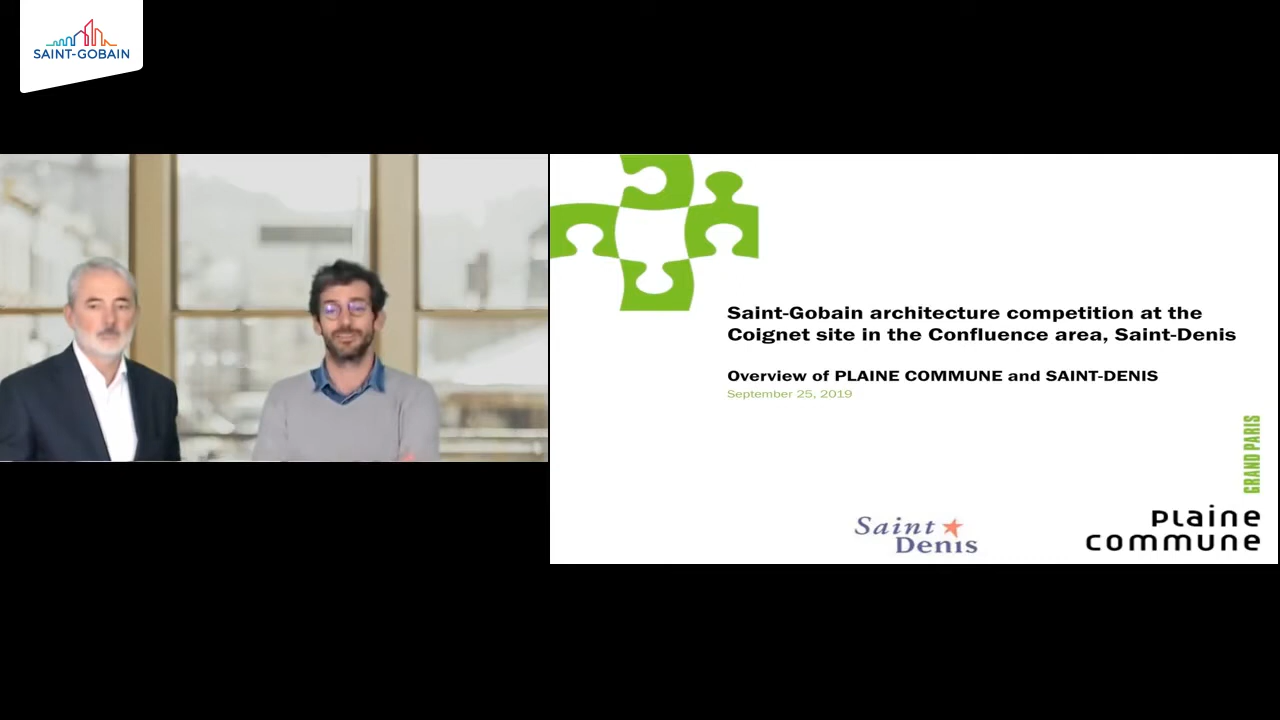 SAINT-GOBAIN
Saint-Gobain architecture competition at the
Coignet site in the Confluence area, Saint-Denis
Overview of PLAINE COMMUNE and SAINT-DENIS
September 25, 2019
GRAND PARIS
Saint
Denis
plaine
commune